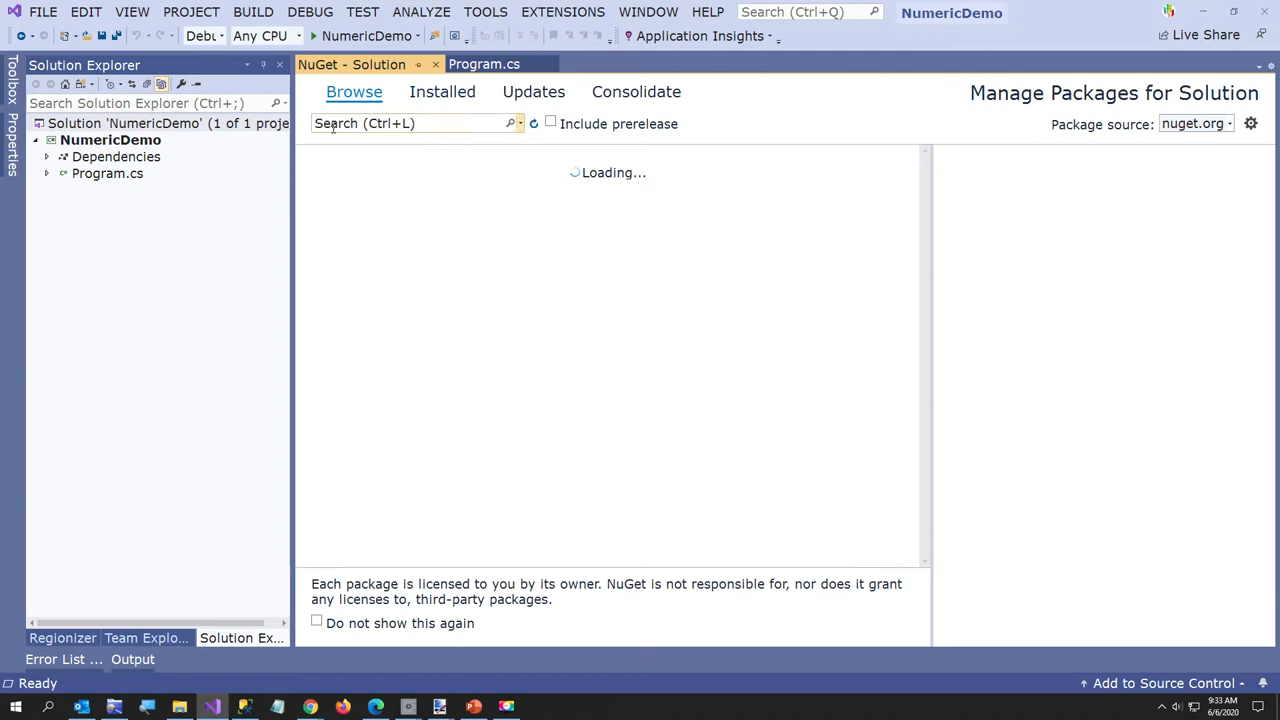 FILE EDIT VIEW PROJECT BUILD DEBUG TEST ANALYZE TOOLS EXTENSIONS WINDOW HELP Search (Ctrl+Q) NumericDemo
Debu Any CPU NumericDemo Application Insights Live Share
Toolbox
Properties
Solution Explorer
Search Solution Explorer (Ctrl+;)
Solution 'NumericDemo' (1 of 1 proje
NumericDemo
Dependencies
Program.cs
Regionizer Team Explo... Solution Ex...
NuGet - Solution Program.cs
Browse Installed Updates Consolidate
Manage Packages for Solution
Search (Ctrl+L) Include prerelease
Package source: nuget.org
Loading...
Each package is licensed to you by its owner. NuGet is not responsible for, nor does it grant
any licenses to, third-party packages.
Do not show this again
Error List ... Output
Ready
Add to Source Control
9:33 AM
6/6/2020